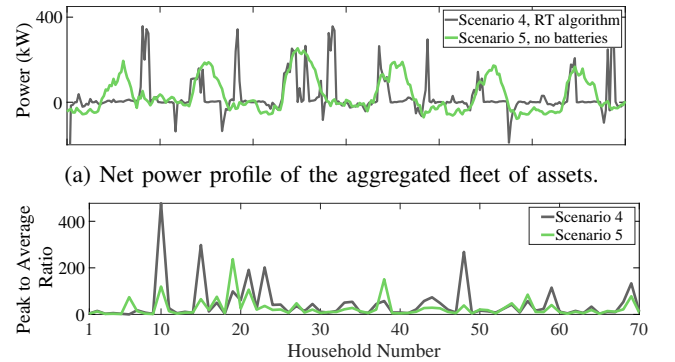 400
Power (kW)
0
Scenario 4, RT algorithm
Scenario 5, no batteries
(a) Net power profile of the aggregated fleet of assets.
Peak to Average
Ratio
400
200
0
Scenario 4
Scenario 5
1 10 20 30 40 50 60 70
Household Number